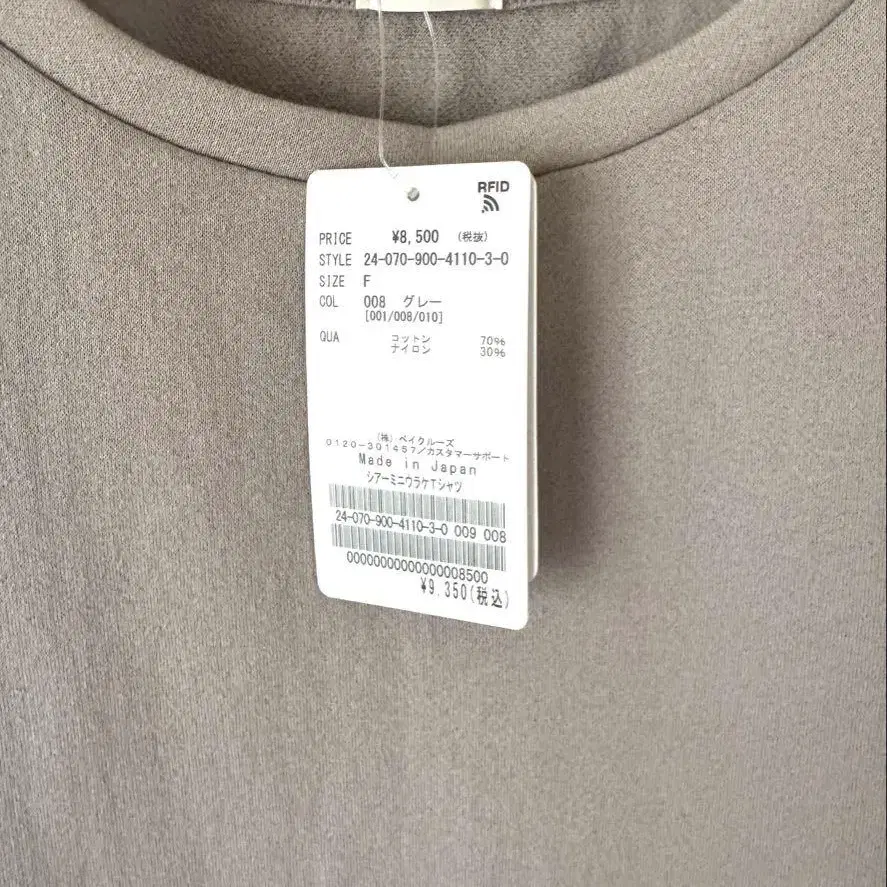 RFID
PRICE ¥8,500 (税抜)
STYLE 24-070-900-4110-3-0
SIZE F
COL 008 グレー
[001/008/010]
QUA コットン 70%
ナイロン 30%
(株) ベイクルーズ
0120-301457/カスタマーサポート
Made in Japan
シアーミニウラケTシャツ
24-070-900-4110-3-0 009 008
00000000000000008500
¥9,350(税込)